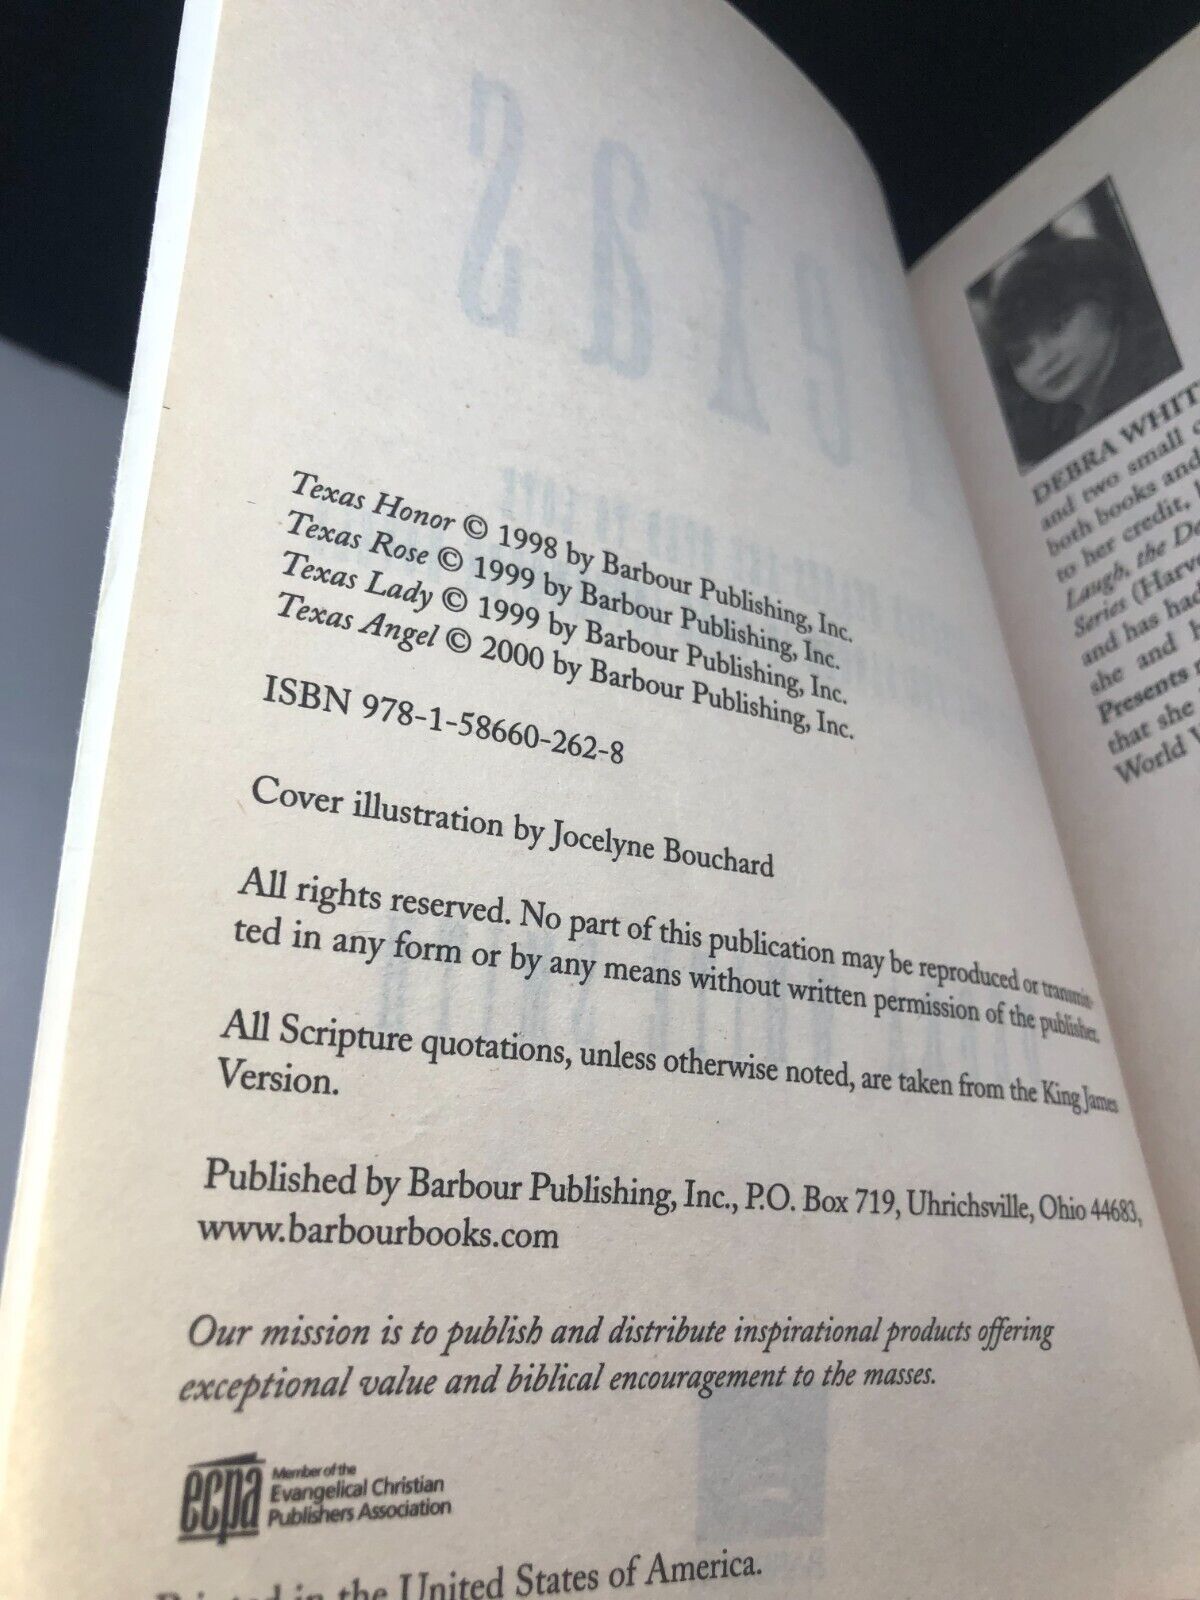 Texas Honor © 1998 by Barbour Publishing, Inc.
Texas Rose © 1999 by Barbour Publishing, Inc.
Texas Lady © 1999 by Barbour Publishing, Inc.
Texas Angel © 2000 by Barbour Publishing, Inc.
ISBN 978-1-58660-262-8
Cover illustration by Jocelyne Bouchard
All rights reserved. No part of this publication may be reproduced or transmit-
ted in any form or by any means without written permission of the publisher.
All Scripture quotations, unless otherwise noted, are taken from the King James
Version.
Published by Barbour Publishing, Inc., P.O. Box 719, Uhrichsville, Ohio 44683,
www.barbourbooks.com
Our mission is to publish and distribute inspirational products offering
exceptional value and biblical encouragement to the masses.
ecpa
Member of the
Evangelical Christian
Publishers Association
Printed in the United States of America.
DEBRA WHIT
and two small
both books and
to her credit,
Laugh, the
Series (Harve
and has had
she and
Presents
that she
World